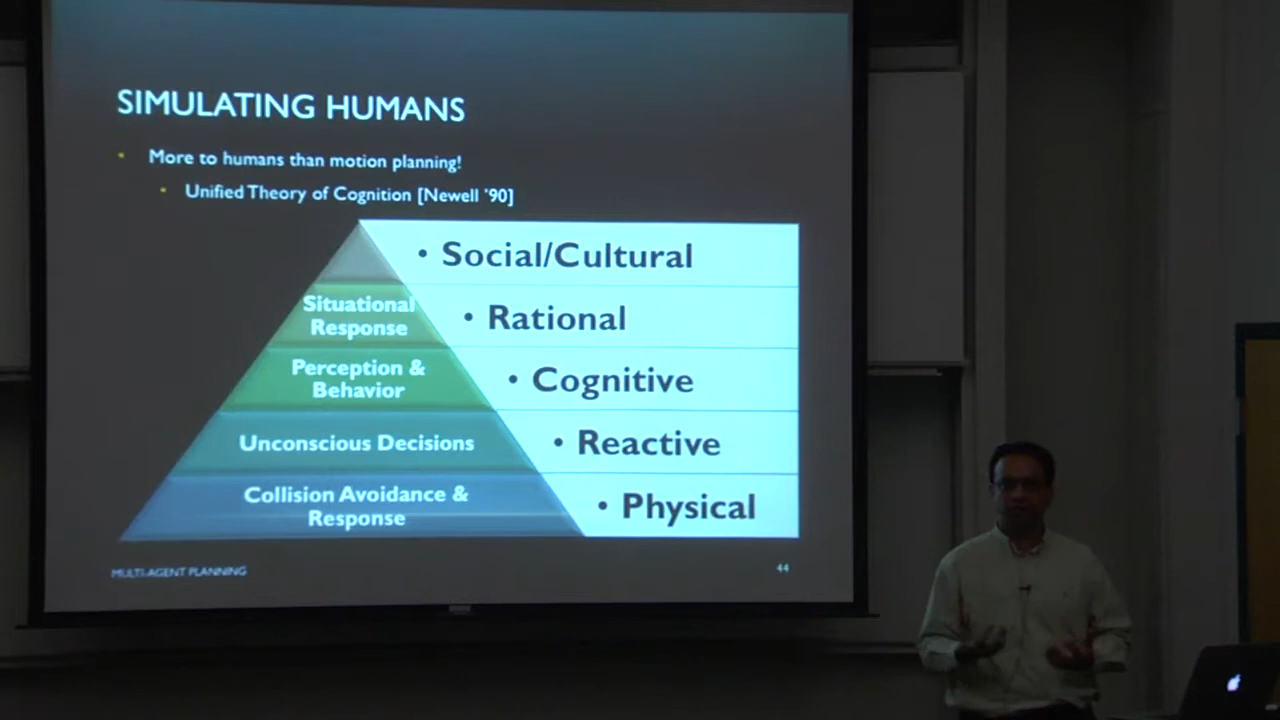 SIMULATING HUMANS
• More to humans than motion planning!
• Unified Theory of Cognition [Newell '90]
• Social/Cultural
Situational
Response
• Rational
Perception &
Behavior
• Cognitive
Unconscious Decisions
• Reactive
Collision Avoidance &
Response
• Physical
MULTI-AGENT PLANNING
44